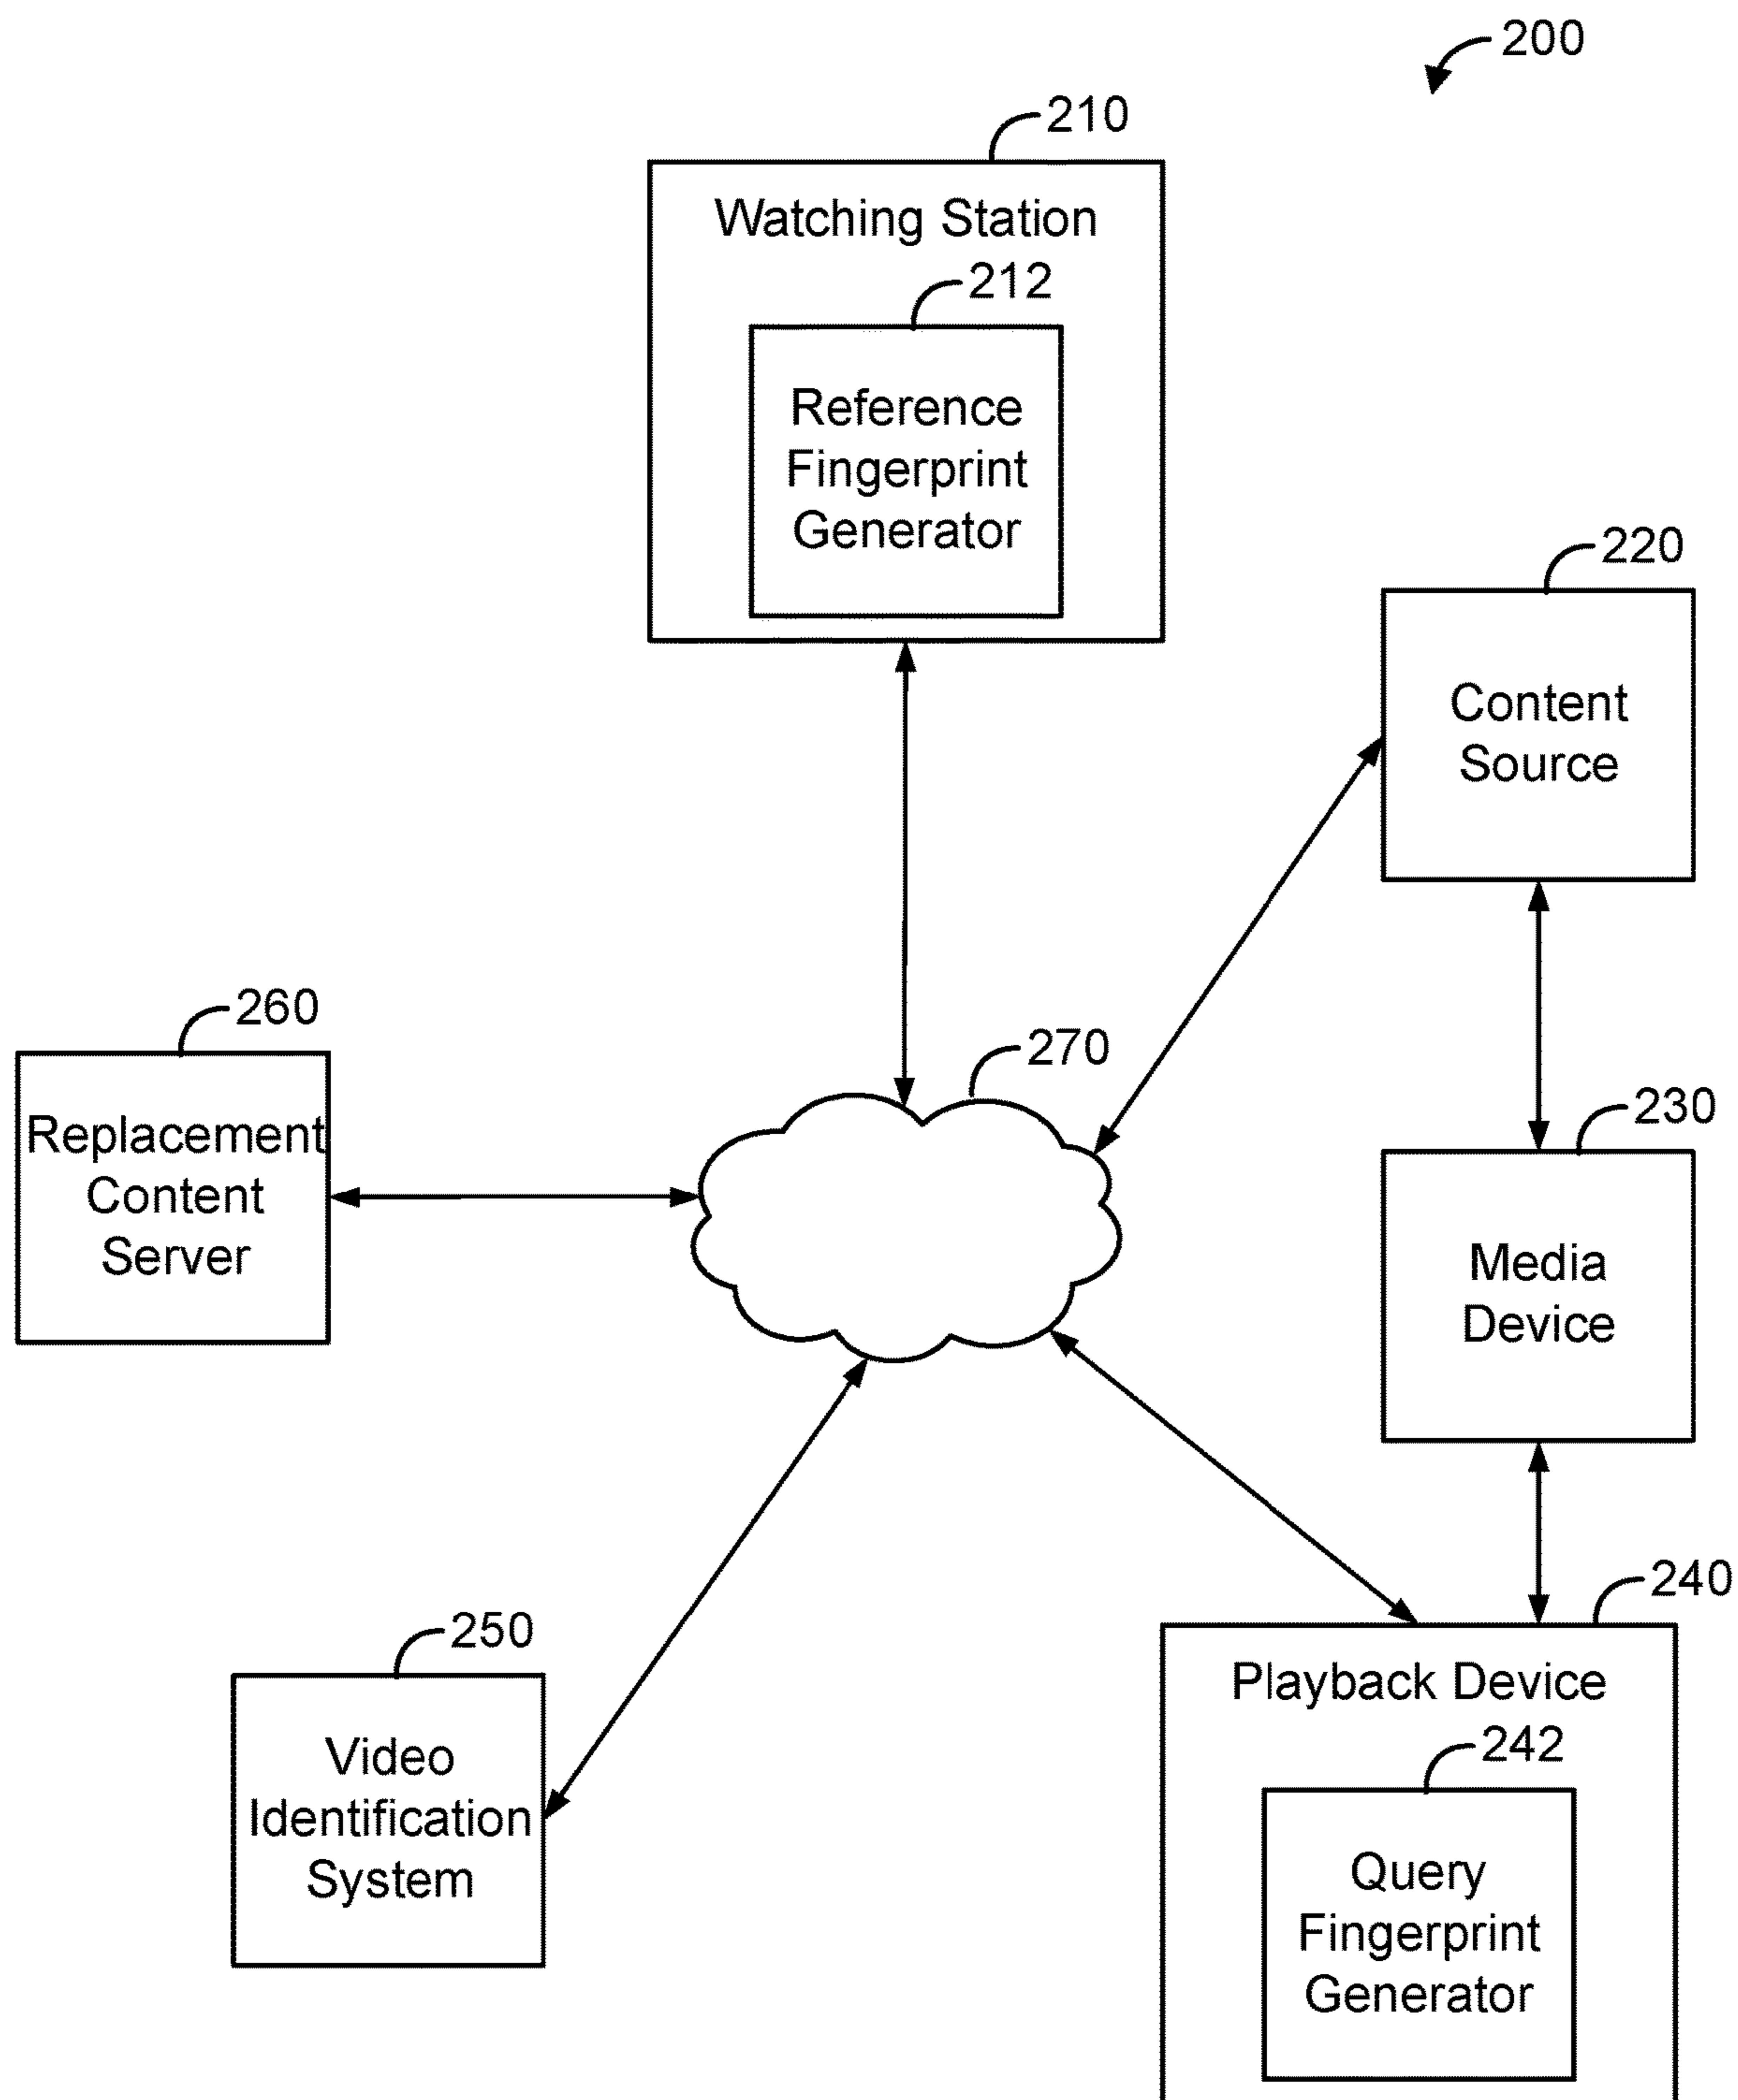 200
210
Watching Station
212
Reference
Fingerprint
Generator
220
Content
Source
260
Replacement
Content
Server
270
230
Media
Device
250
Video
Identification
System
240
Playback Device
242
Query
Fingerprint
Generator